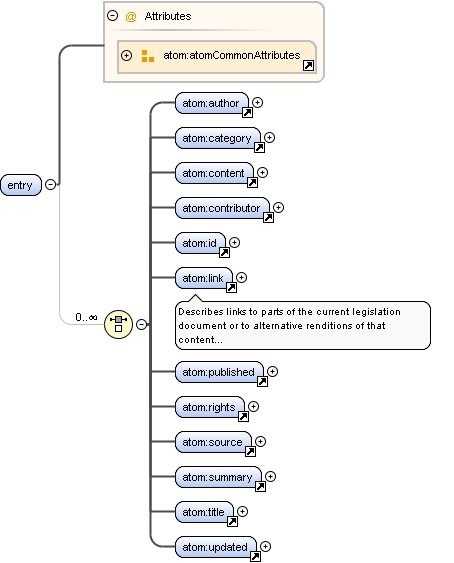 @ Attributes
atom:atomCommonAttributes
entry
0..∞
atom:author
atom:category
atom:content
atom:contributor
atom:id
atom:link
Describes links to parts of the current legislation
document or to alternative renditions of that
content...
atom:published
atom:rights
atom:source
atom:summary
atom:title
atom:updated